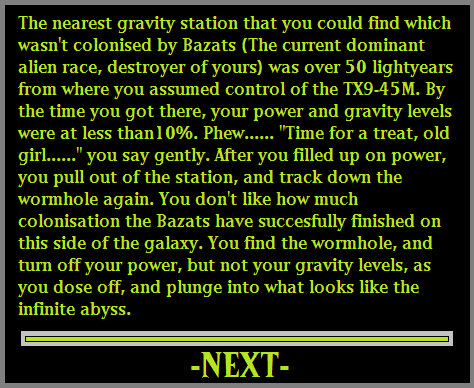 The nearest gravity station that you could find which
wasn't colonised by Bazats (The current dominant
alien race, destroyer of yours) was over 50 lightyears
from where you assumed control of the TX9-45M. By
the time you got there, your power and gravity levels
were at less than10%. Phew...... "Time for a treat, old
girl......" you say gently. After you filled up on power,
you pull out of the station, and track down the
wormhole again. You don't like how much
colonisation the Bazats have succesfully finished on
this side of the galaxy. You find the wormhole, and
turn off your power, but not your gravity levels, as
you dose off, and plunge into what looks like the
infinite abyss.
-NEXT-